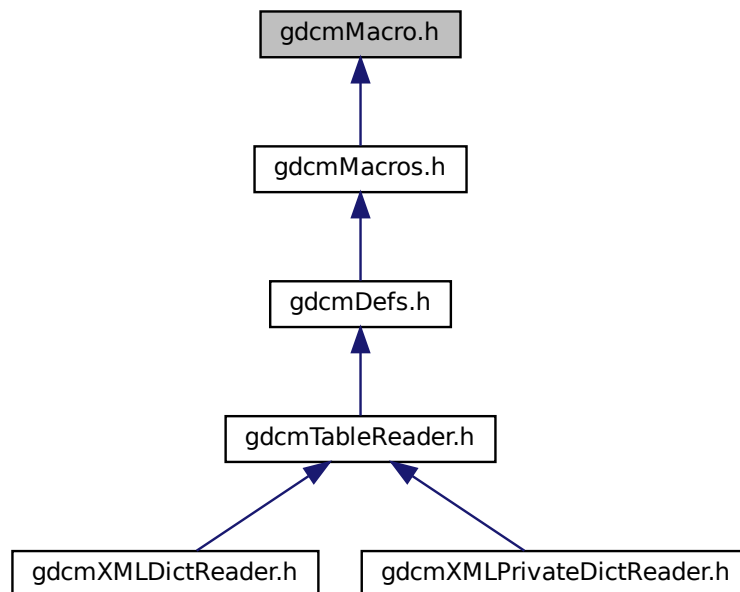 gdcmMacro.h
gdcmMacros.h
gdcmDefs.h
gdcmTableReader.h
gdcmXMLDictReader.h
gdcmXMLPrivateDictReader.h